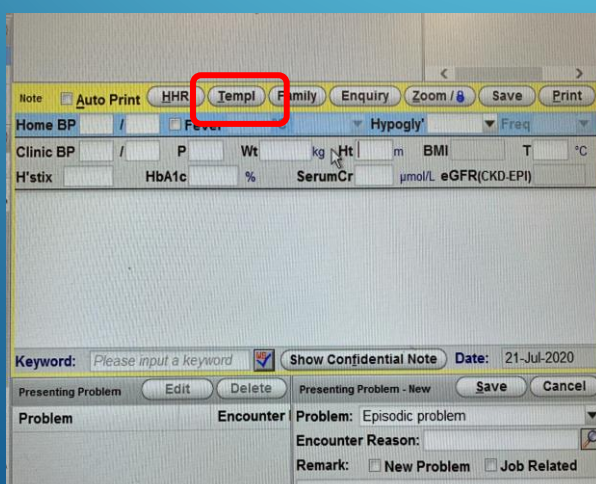 Note Auto Print HHR Templ Family Enquiry Zoom / Save Print
Home BP / Fever °C Hypogly' Freq
Clinic BP / P Wt kg Ht m BMI T °C
H'stix HbA1c % SerumCr µmol/L eGFR(CKD-EPI)
Keyword: Please input a keyword Show Confidential Note Date: 21-Jul-2020
Presenting Problem Edit Delete Presenting Problem - New Save Cancel
Problem Encounter Problem: Episodic problem
Encounter Reason:
Remark: New Problem Job Related